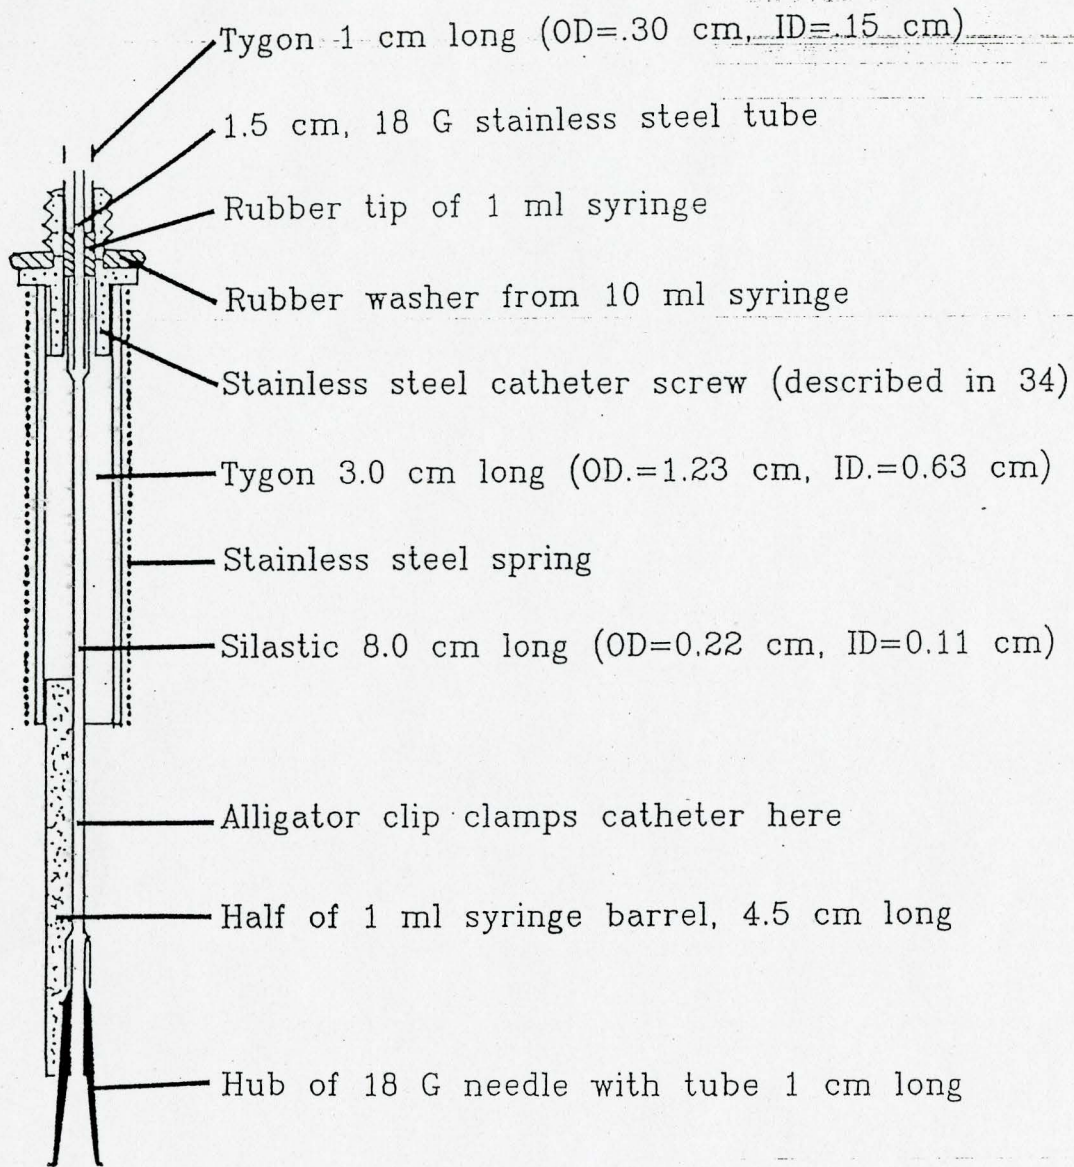 Tygon 1 cm long (OD=.30 cm, ID=.15 cm)
1.5 cm, 18 G stainless steel tube
Rubber tip of 1 ml syringe
Rubber washer from 10 ml syringe
Stainless steel catheter screw (described in 34)
Tygon 3.0 cm long (OD.=1.23 cm, ID.=0.63 cm)
Stainless steel spring
Silastic 8.0 cm long (OD=0.22 cm, ID=0.11 cm)
Alligator clip clamps catheter here
Half of 1 ml syringe barrel, 4.5 cm long
Hub of 18 G needle with tube 1 cm long